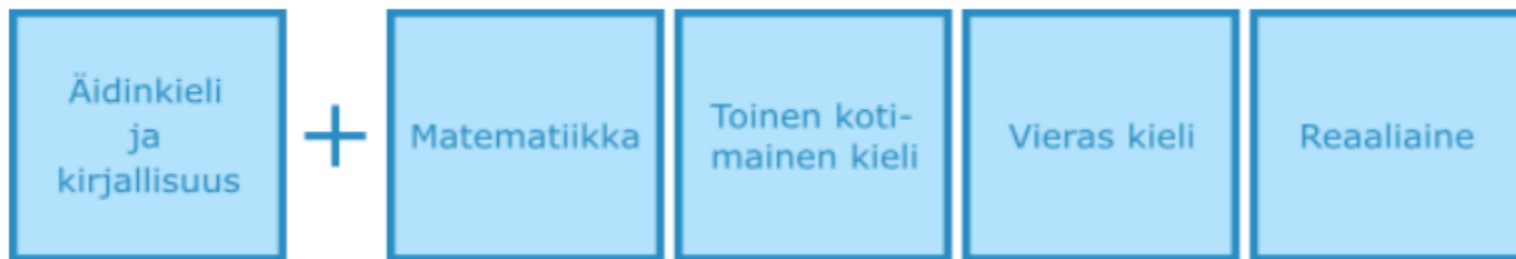 Äidinkieli
ja
kirjallisuus
+
Matematiikka
Toinen koti-
mainen kieli
Vieras kieli
Reaaliaine